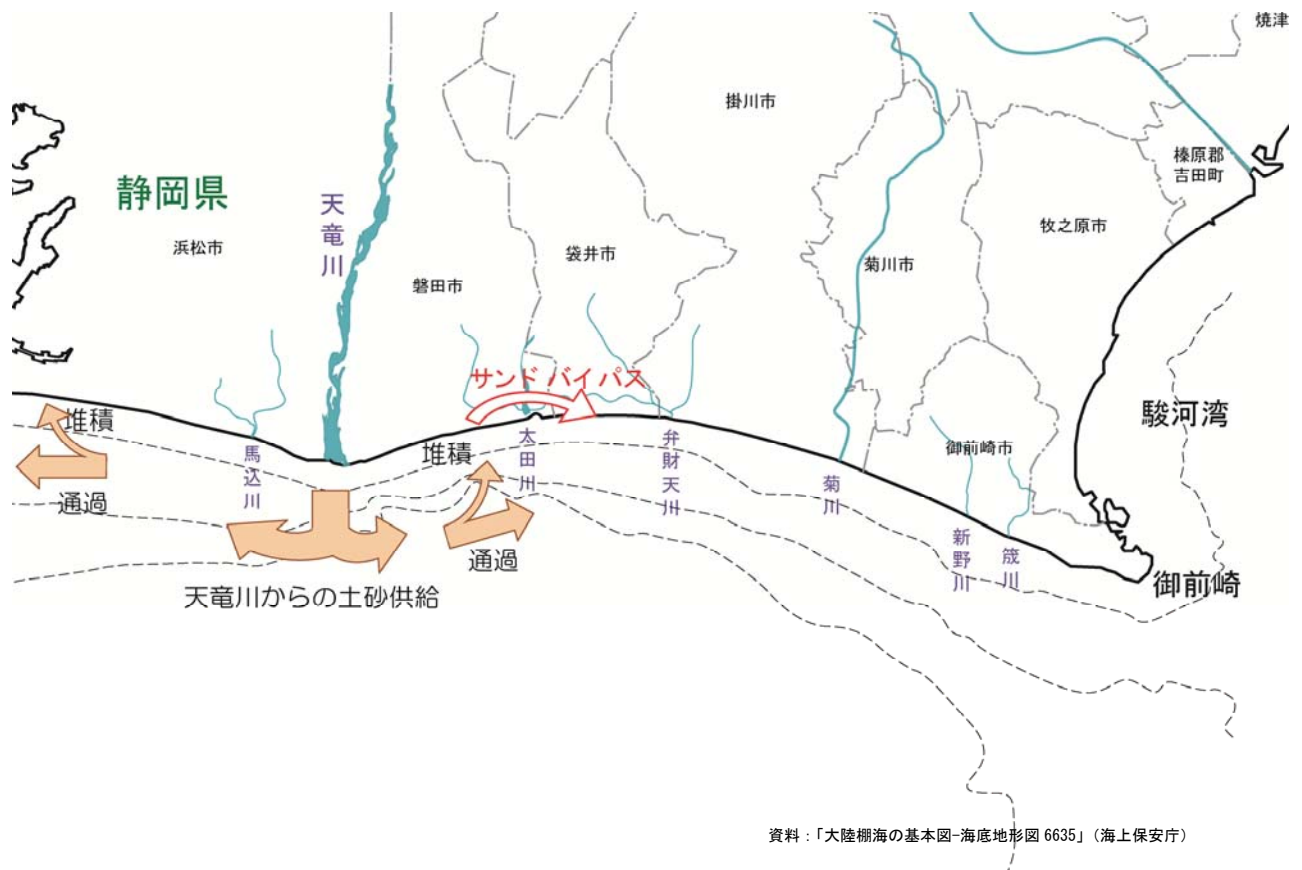 焼津
掛川市
榛原郡
吉田町
静岡県
天竜川
牧之原市
浜松市
袋井市
菊川市
磐田市
サンドバイパス
駿河湾
堆積
馬込川
堆積
太田川
弁財天川
御前崎市
菊川
通過
新野川
筬川
通過
御前崎
天竜川からの土砂供給
資料：「大陸棚海の基本図-海底地形図 6635」（海上保安庁）